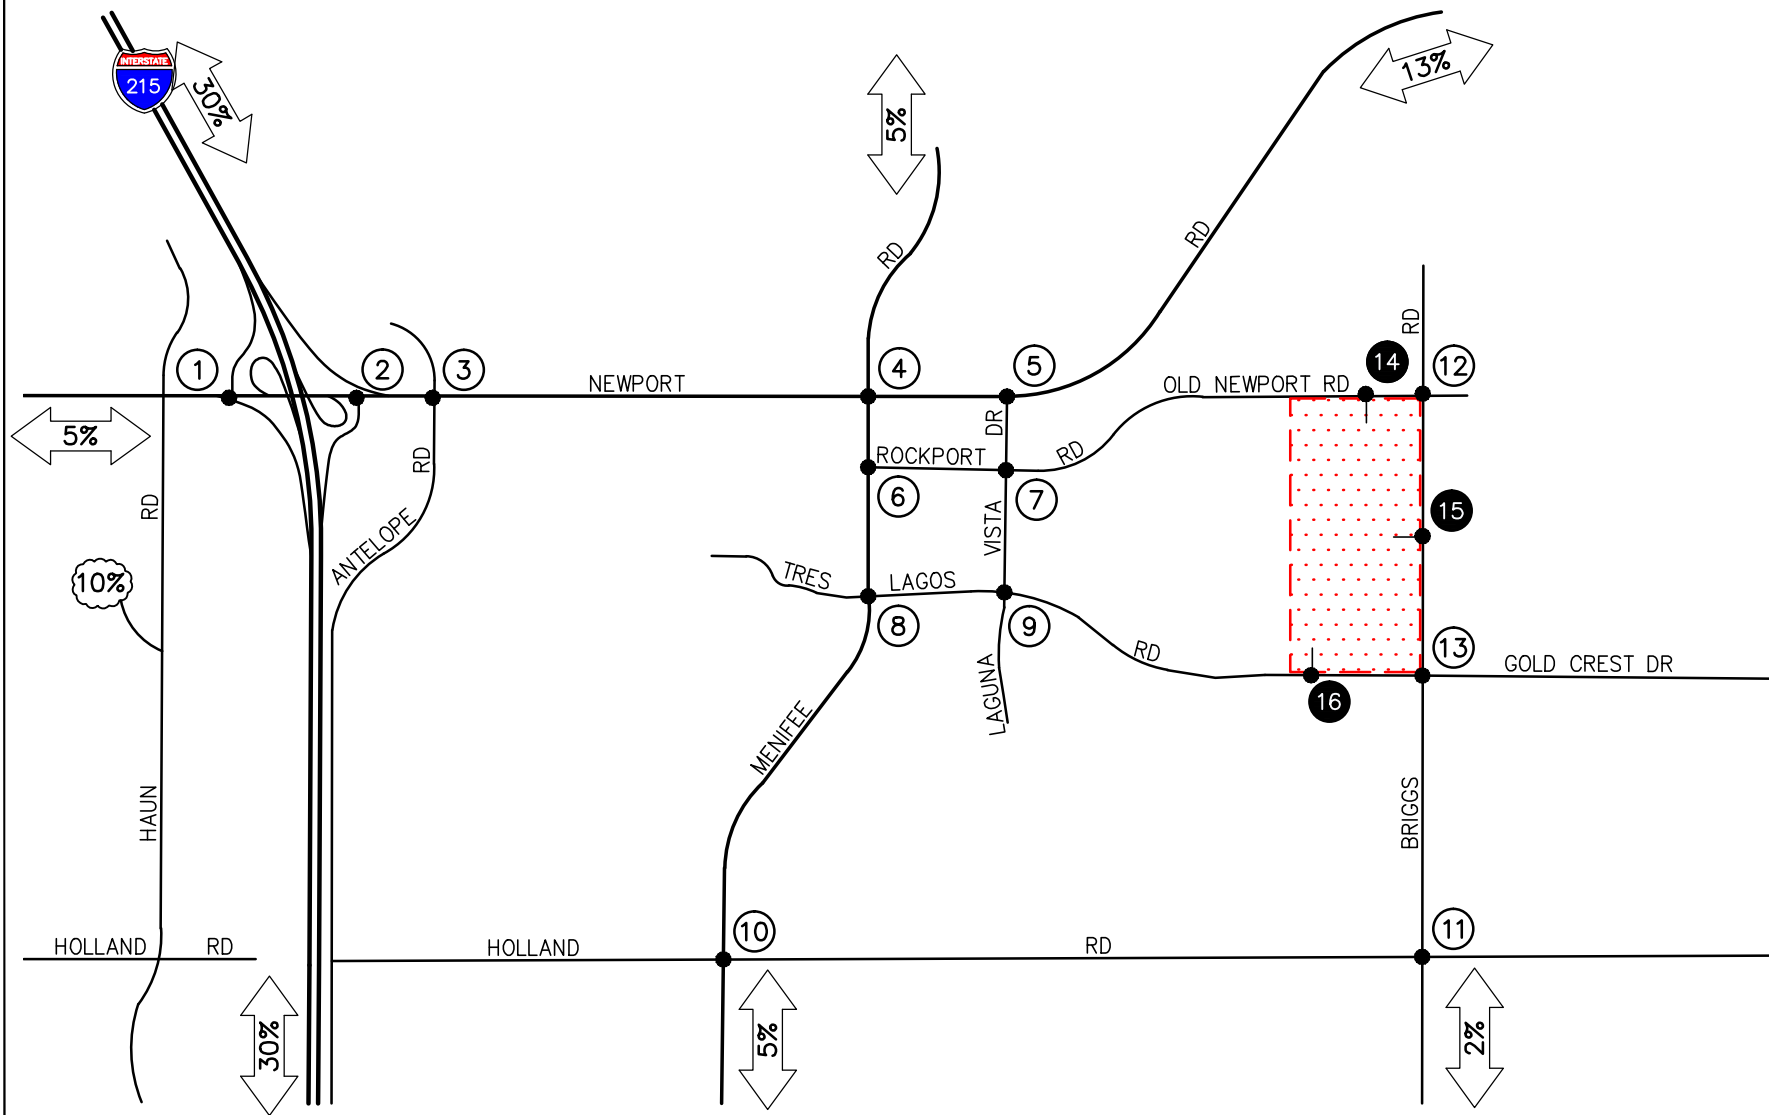 INTERSTATE
215
30%
5%
13%
RD
RD
RD
1
2
3
4
5
14
12
NEWPORT
OLD NEWPORT RD
5%
DR
RD
ROCKPORT
RD
RD
6
7
15
VISTA
ANTELOPE
10%
TRES
LAGOS
8
9
RD
13
GOLD CREST DR
LAGUNA
16
MENIFEE
HAUN
BRIGGS
10
11
HOLLAND
RD
HOLLAND
RD
30%
5%
2%